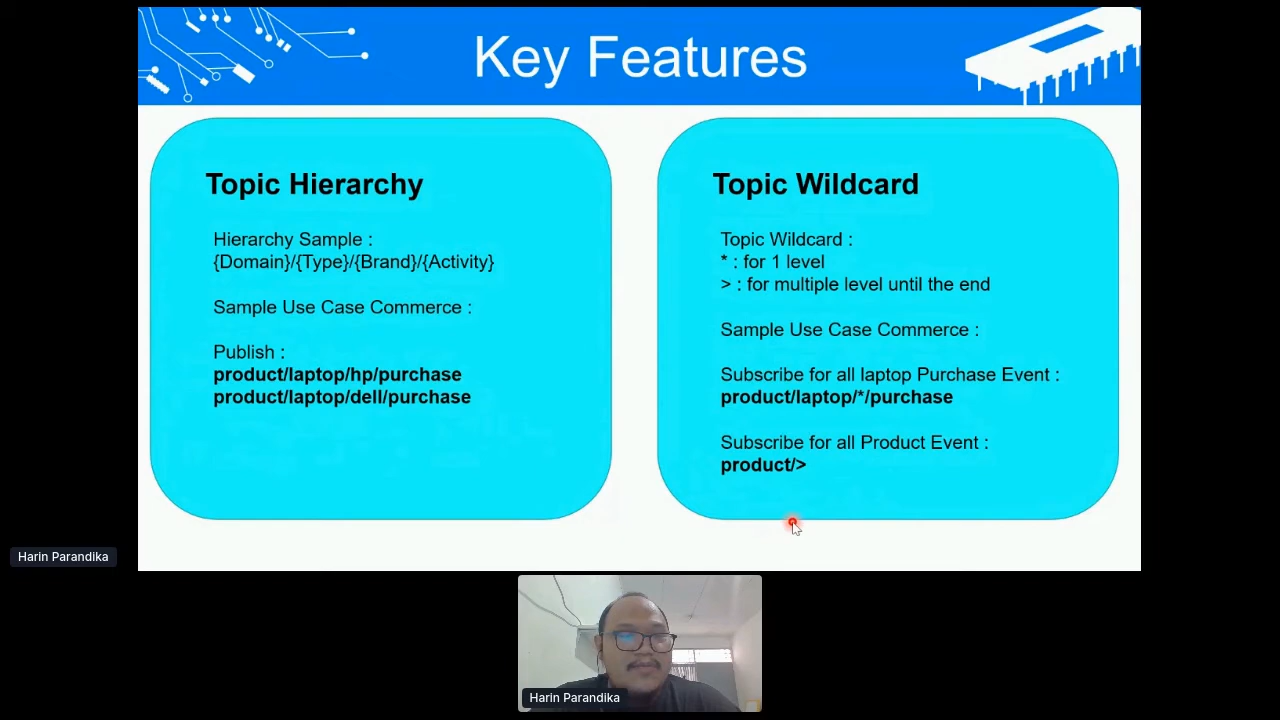 Key Features
Topic Hierarchy
Hierarchy Sample :
{Domain}/{Type}/{Brand}/{Activity}
Sample Use Case Commerce :
Publish :
product/laptop/hp/purchase
product/laptop/dell/purchase
Topic Wildcard
Topic Wildcard :
* : for 1 level
> : for multiple level until the end
Sample Use Case Commerce :
Subscribe for all laptop Purchase Event :
product/laptop/*/purchase
Subscribe for all Product Event :
product/>
Harin Parandika
Harin Parandika